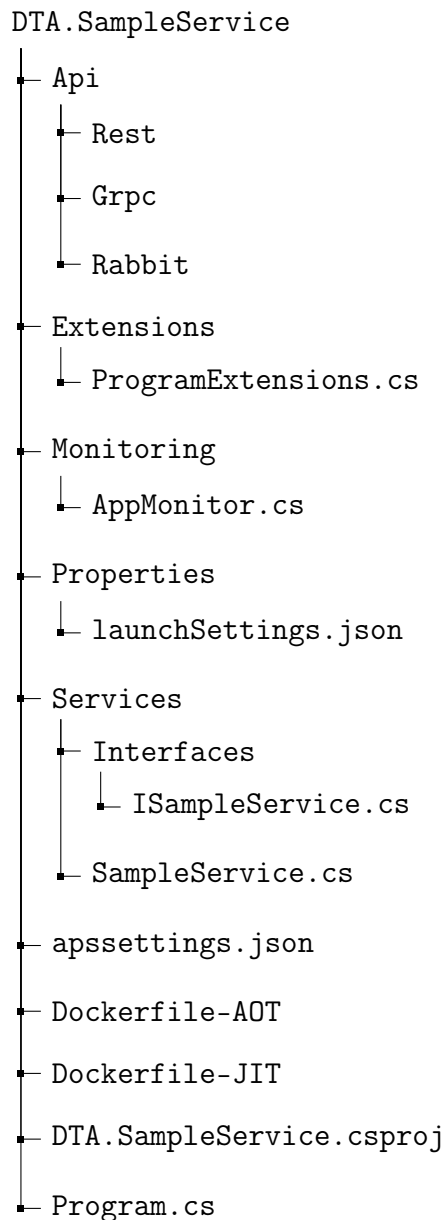 DTA.SampleService
Api
Rest
Grpc
Rabbit
Extensions
ProgramExtensions.cs
Monitoring
AppMonitor.cs
Properties
launchSettings.json
Services
Interfaces
ISampleService.cs
SampleService.cs
apssettings.json
Dockerfile-AOT
Dockerfile-JIT
DTA.SampleService.csproj
Program.cs